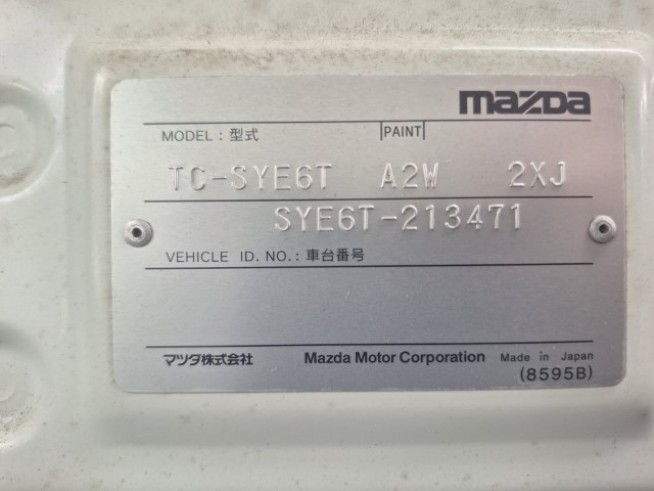 mazda
MODEL : 型式 PAINT
TC-SYE6T A2W 2XJ
SYE6T-213471
VEHICLE ID. NO. : 車台番号
マツダ株式会社 Mazda Motor Corporation Made in Japan
(8595B)